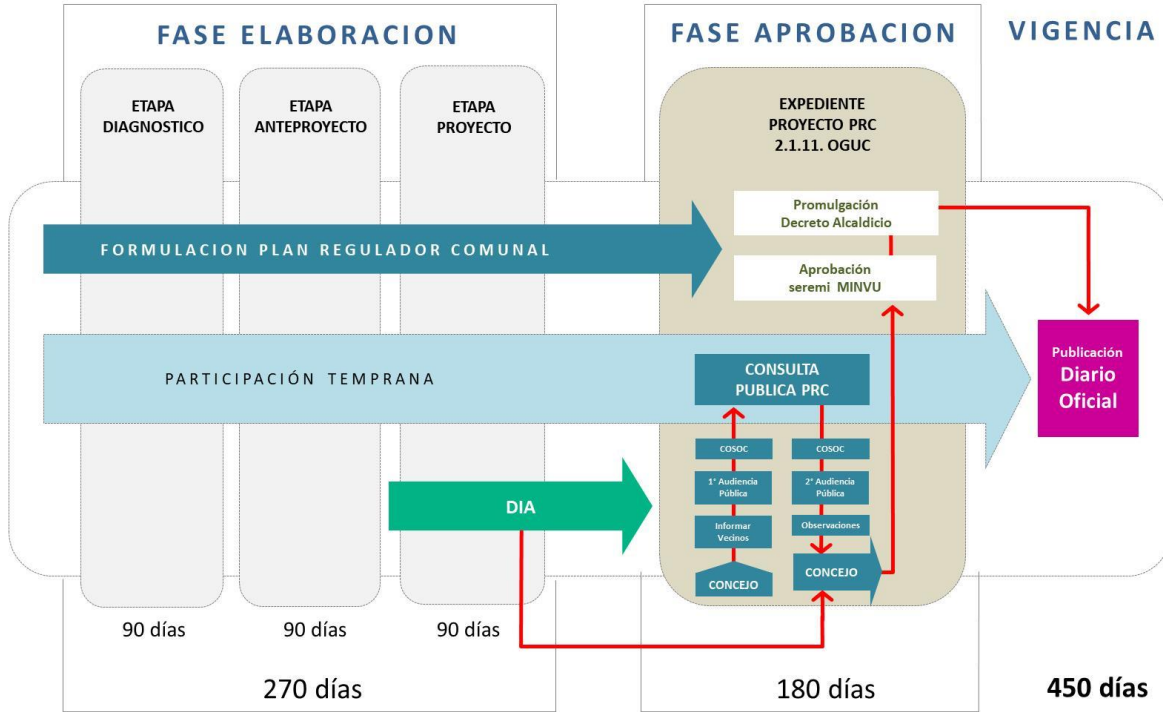 FASE ELABORACION
FASE APROBACION
VIGENCIA
ETAPA
DIAGNOSTICO
ETAPA
ANTEPROYECTO
ETAPA
PROYECTO
EXPEDIENTE
PROYECTO PRC
2.1.11. OGUC
Promulgación
Decreto Alcaldicio
FORMULACION PLAN REGULADOR COMUNAL
Aprobación
seremi MINVU
PARTICIPACIÓN TEMPRANA
CONSULTA
PUBLICA PRC
Publicación
Diario
Oficial
COSOC
COSOC
1° Audiencia
Pública
2° Audiencia
Pública
DIA
Informar
Vecinos
Observaciones
CONCEJO
CONCEJO
90 días
90 días
90 días
270 días
180 días
450 días